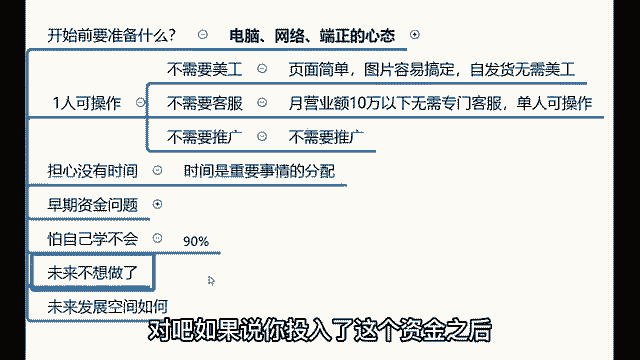 开始前要准备什么？ 电脑、网络、端正的心态
不需要美工 页面简单，图片容易搞定，自发货无需美工
1人可操作 不需要客服 月营业额10万以下无需专门客服，单人可操作
不需要推广 不需要推广
担心没有时间 时间是重要事情的分配
早期资金问题
怕自己学不会 90%
未来不想做了
未来发展空间如何
对吧如果说你投入了这个资金之后